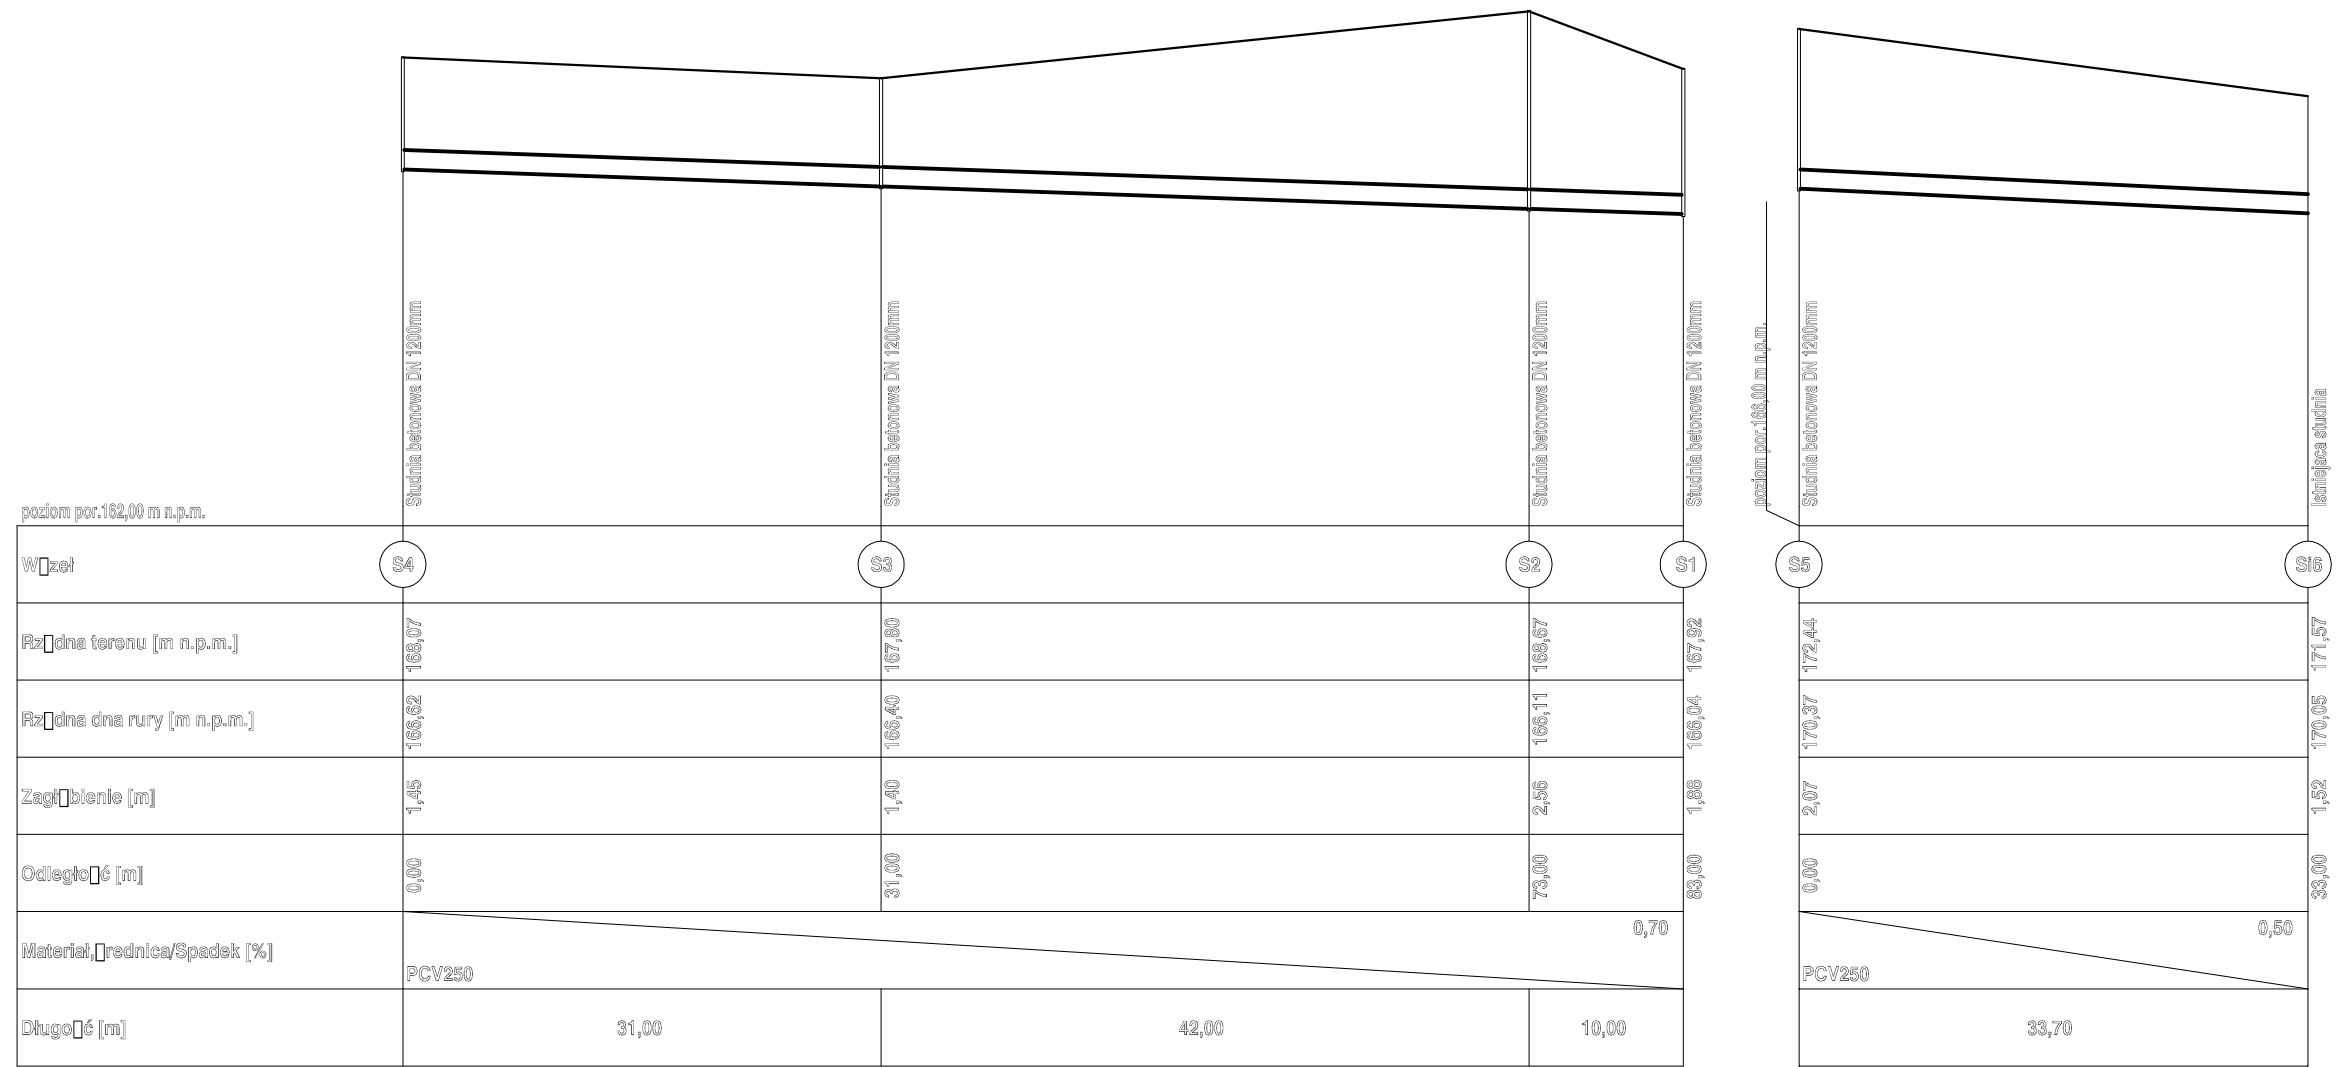 Studnia betonowa DN 1200mm
Studnia betonowa DN 1200mm
Studnia betonowa DN 1200mm
Studnia betonowa DN 1200mm
poziom por.166,00 m n.p.m.
Studnia betonowa DN 1200mm
Istniejaca studnia
poziom por.162,00 m n.p.m.
W▯zeł S4 S3 S2 S1 S5 Si6
Rz▯dna terenu [m n.p.m.] 168,07 167,80 168,67 167,92 172,44 171,57
Rz▯dna dna rury [m n.p.m.] 166,62 166,40 166,11 166,04 170,37 170,05
Zagł▯bienie [m] 1,45 1,40 2,56 1,88 2,07 1,52
Odległo▯ć [m] 0,00 31,00 73,00 83,00 0,00 33,00
0,70 0,50
Materiał,▯rednica/Spadek [%]
PCV250 PCV250
Długo▯ć [m] 31,00 42,00 10,00 33,70